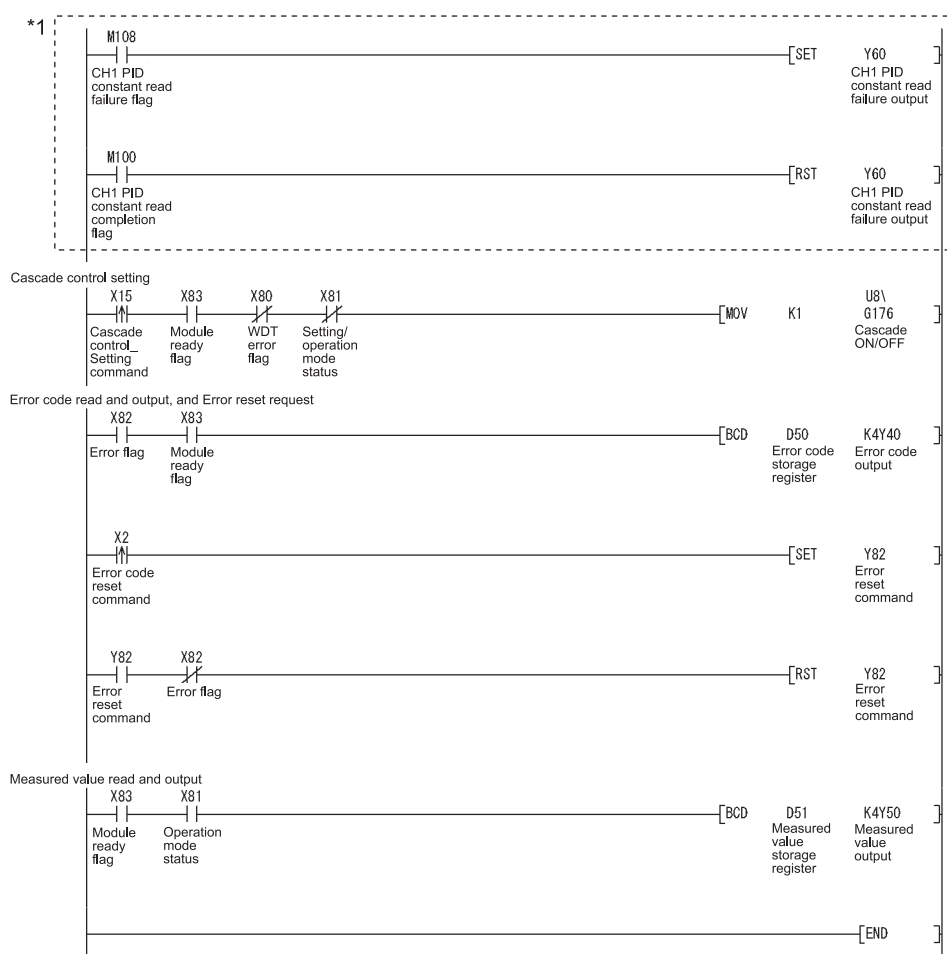 *1
M108
[SET Y60 ]
CH1 PID
constant read
failure flag
CH1 PID
constant read
failure output
M100
[RST Y60 ]
CH1 PID
constant read
completion
flag
CH1 PID
constant read
failure output
Cascade control setting
X15 X83 X80 X81
[MOV K1 U8\
G176 ]
Cascade
control_
Setting
command
Module
ready
flag
WDT
error
flag
Setting/
operation
mode
status
Cascade
ON/OFF
Error code read and output, and Error reset request
X82 X83
[BCD D50 K4Y40 ]
Error flag
Module
ready
flag
Error code
storage
register
Error code
output
X2
[SET Y82 ]
Error code
reset
command
Error
reset
command
Y82 X82
[RST Y82 ]
Error
reset
command
Error flag
Error
reset
command
Measured value read and output
X83 X81
[BCD D51 K4Y50 ]
Module
ready
flag
Operation
mode
status
Measured
value
storage
register
Measured
value
output
[END ]